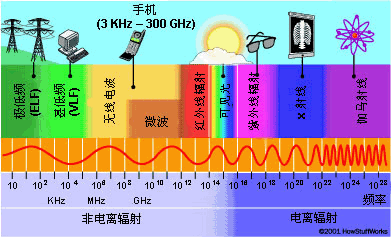 手机
(3 KHz – 300 GHz)
极低频
(ELF)
甚低频
(VLF)
无线电波
微波
红外线辐射
可见光
紫外线辐射
X 射线
伽马射线
10 10² 10⁴ 10⁶ 10⁸ 10¹⁰ 10¹² 10¹⁴ 10¹⁶ 10¹⁸ 10²⁰ 10²²
KHz MHz GHz 频率
非电离辐射 电离辐射
©2001 HowStuffWorks